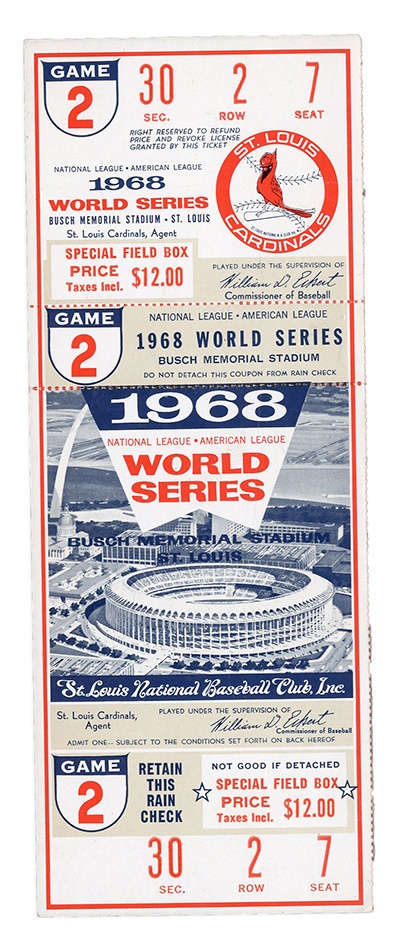 GAME
2
30 2 7
SEC. ROW SEAT
RIGHT RESERVED TO REFUND
PRICE AND REVOKE LICENSE
GRANTED BY THIS TICKET
NATIONAL LEAGUE • AMERICAN LEAGUE
1968
WORLD SERIES
BUSCH MEMORIAL STADIUM • ST. LOUIS
St. Louis Cardinals, Agent
ST. LOUIS
CARDINALS
SPECIAL FIELD BOX
PRICE $12.00
Taxes Incl.
PLAYED UNDER THE SUPERVISION OF
William D. Eckert
Commissioner of Baseball
GAME
2
NATIONAL LEAGUE • AMERICAN LEAGUE
1968 WORLD SERIES
BUSCH MEMORIAL STADIUM
DO NOT DETACH THIS COUPON FROM RAIN CHECK
1968
NATIONAL LEAGUE • AMERICAN LEAGUE
WORLD
SERIES
BUSCH MEMORIAL STADIUM
ST. LOUIS
St. Louis National Baseball Club, Inc.
St. Louis Cardinals,
Agent
PLAYED UNDER THE SUPERVISION OF
William D. Eckert
Commissioner of Baseball
ADMIT ONE-- SUBJECT TO THE CONDITIONS SET FORTH ON BACK HEREOF
GAME
2
RETAIN
THIS
RAIN
CHECK
NOT GOOD IF DETACHED
SPECIAL FIELD BOX
PRICE $12.00
Taxes Incl.
30 2 7
SEC. ROW SEAT